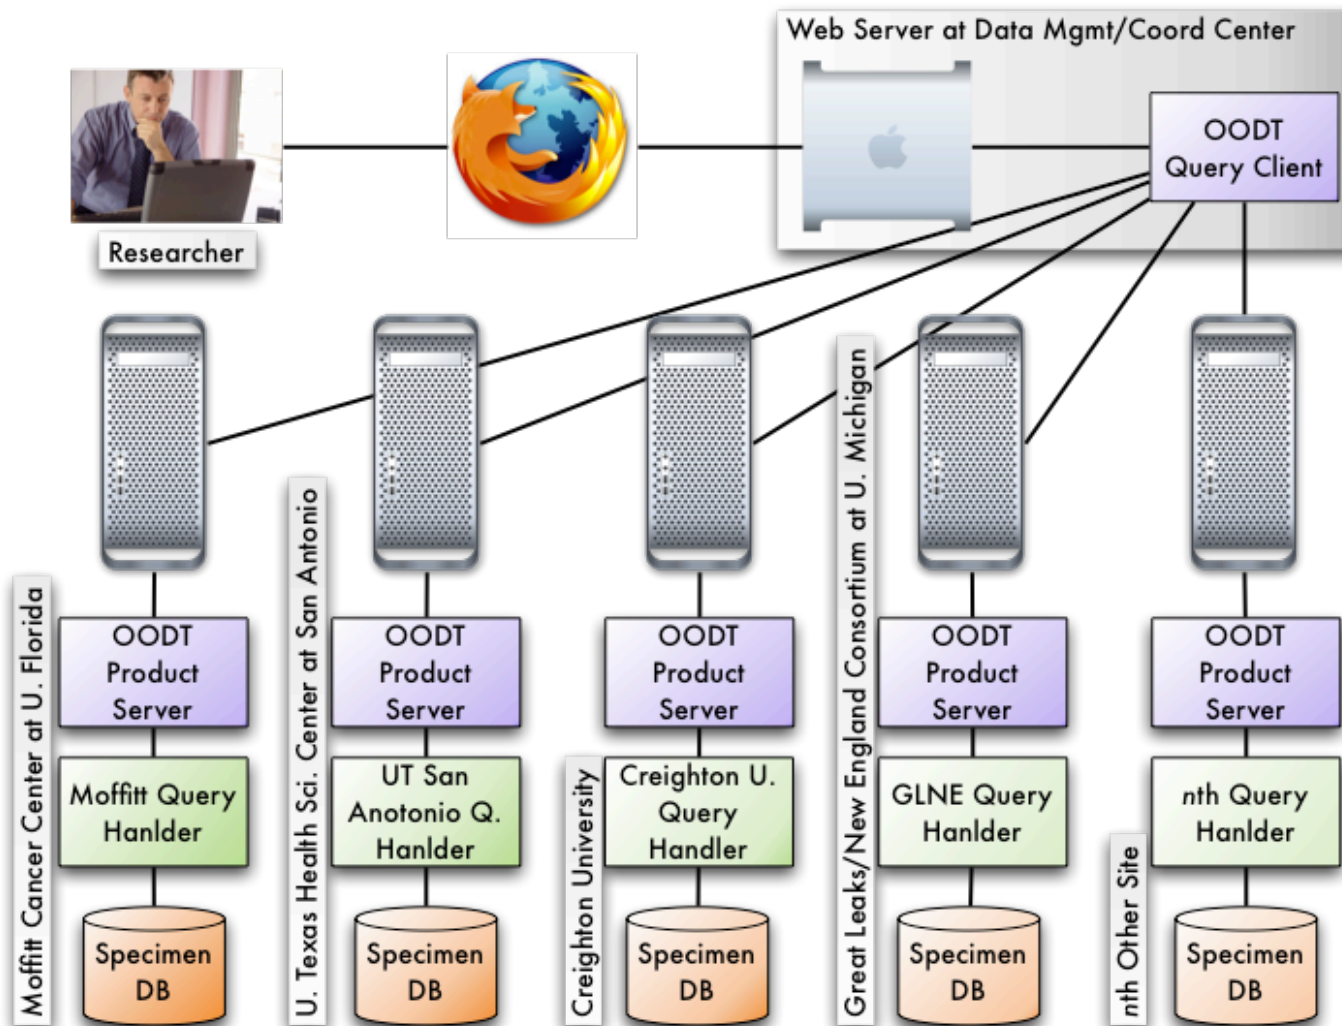 Web Server at Data Mgmt/Coord Center
OODT
Query Client
Researcher
Moffitt Cancer Center at U. Florida
OODT
Product
Server
Moffitt Query
Hanlder
Specimen
DB
U. Texas Health Sci. Center at San Antonio
OODT
Product
Server
UT San
Anotonio Q.
Hanlder
Specimen
DB
Creighton University
OODT
Product
Server
Creighton U.
Query
Handler
Specimen
DB
Great Leaks/New England Consortium at U. Michigan
OODT
Product
Server
GLNE Query
Hanlder
Specimen
DB
nth Other Site
OODT
Product
Server
nth Query
Hanlder
Specimen
DB